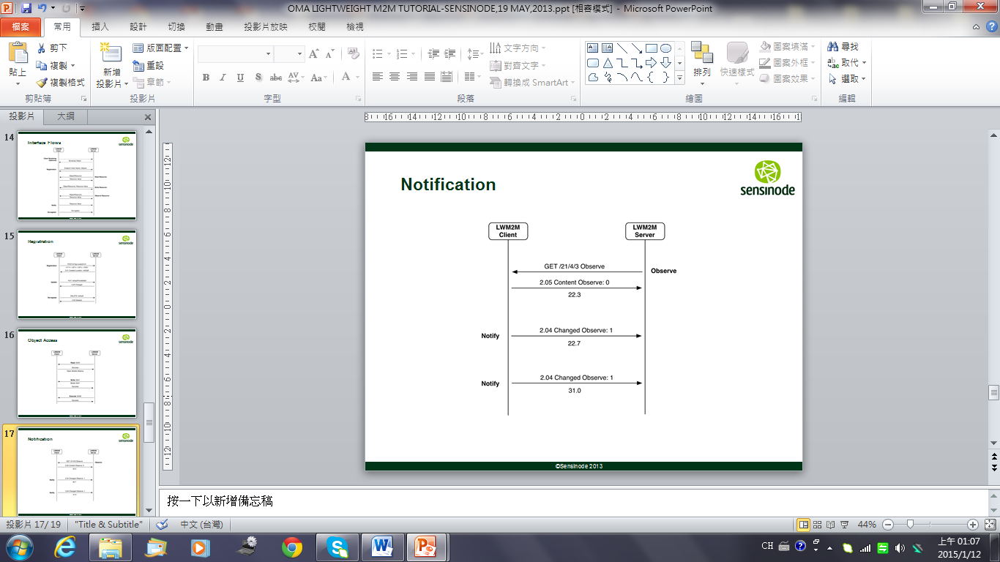 OMA LIGHTWEIGHT M2M TUTORIAL-SENSINODE,19 MAY,2013.ppt [相容模式] - Microsoft PowerPoint
檔案 常用 插入 設計 切換 動畫 投影片放映 校閱 檢視
貼上
剪下
複製
複製格式
剪貼簿
新增
投影片
版面配置
重設
章節
投影片
B I U S abc AV Aa A
字型
文字方向
對齊文字
轉換成 SmartArt
段落
排列
快速樣式
圖案填滿
圖案外框
圖案效果
繪圖
尋找
取代
選取
編輯
投影片 大綱
14
Interface Flows
sensinode
15
Registration
sensinode
16
Object Access
sensinode
17
Notification
sensinode
Notification
sensinode
LWM2M
Client
LWM2M
Server
GET /21/4/3 Observe
Observe
2.05 Content Observe: 0
22.3
Notify
2.04 Changed Observe: 1
22.7
Notify
2.04 Changed Observe: 1
31.0
©Sensinode 2013
按一下以新增備忘稿
投影片 17/ 19 "Title & Subtitle" 中文 (台灣) 44%
CH
上午 01:07
2015/1/12